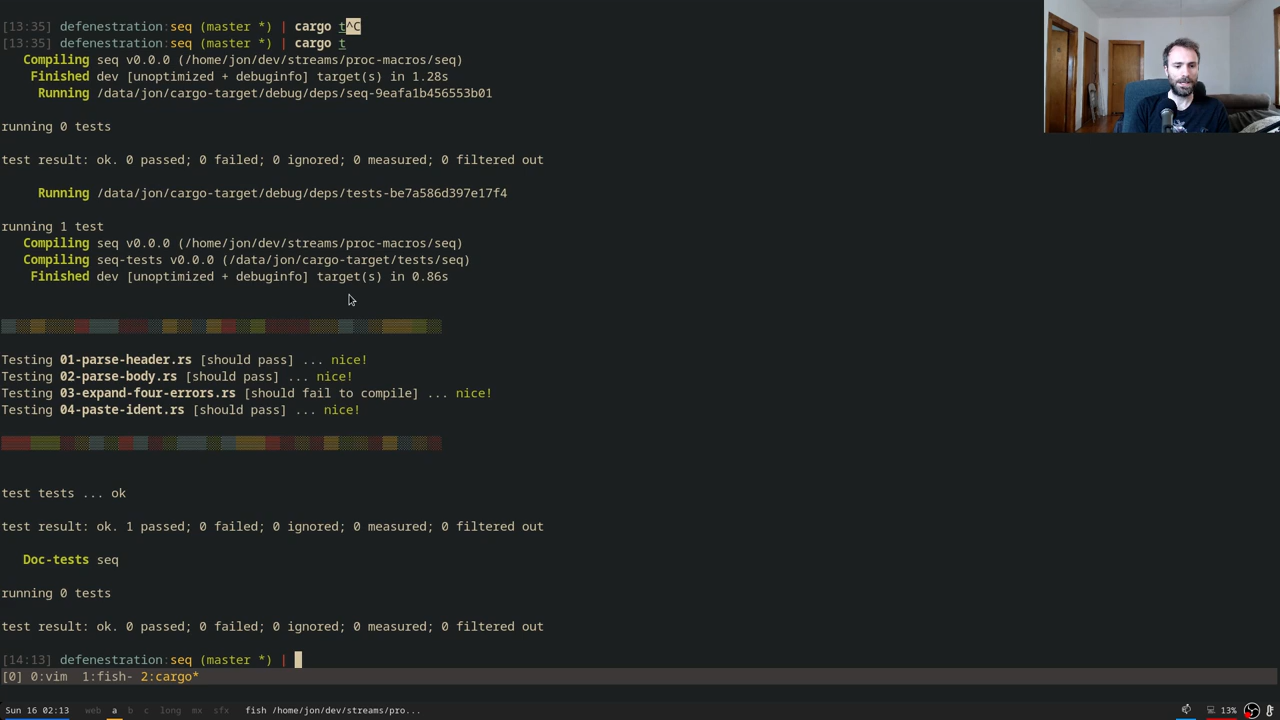 [13:35] defenestration:seq (master *) | cargo t^C
[13:35] defenestration:seq (master *) | cargo t
Compiling seq v0.0.0 (/home/jon/dev/streams/proc-macros/seq)
Finished dev [unoptimized + debuginfo] target(s) in 1.28s
Running /data/jon/cargo-target/debug/deps/seq-9eafa1b456553b01
running 0 tests
test result: ok. 0 passed; 0 failed; 0 ignored; 0 measured; 0 filtered out
Running /data/jon/cargo-target/debug/deps/tests-be7a586d397e17f4
running 1 test
Compiling seq v0.0.0 (/home/jon/dev/streams/proc-macros/seq)
Compiling seq-tests v0.0.0 (/data/jon/cargo-target/tests/seq)
Finished dev [unoptimized + debuginfo] target(s) in 0.86s
Testing 01-parse-header.rs [should pass] ... nice!
Testing 02-parse-body.rs [should pass] ... nice!
Testing 03-expand-four-errors.rs [should fail to compile] ... nice!
Testing 04-paste-ident.rs [should pass] ... nice!
test tests ... ok
test result: ok. 1 passed; 0 failed; 0 ignored; 0 measured; 0 filtered out
Doc-tests seq
running 0 tests
test result: ok. 0 passed; 0 failed; 0 ignored; 0 measured; 0 filtered out
[14:13] defenestration:seq (master *) |
[0] 0:vim 1:fish- 2:cargo*
Sun 16 02:13 web a b c long mx sfx fish /home/jon/dev/streams/pro... 13%